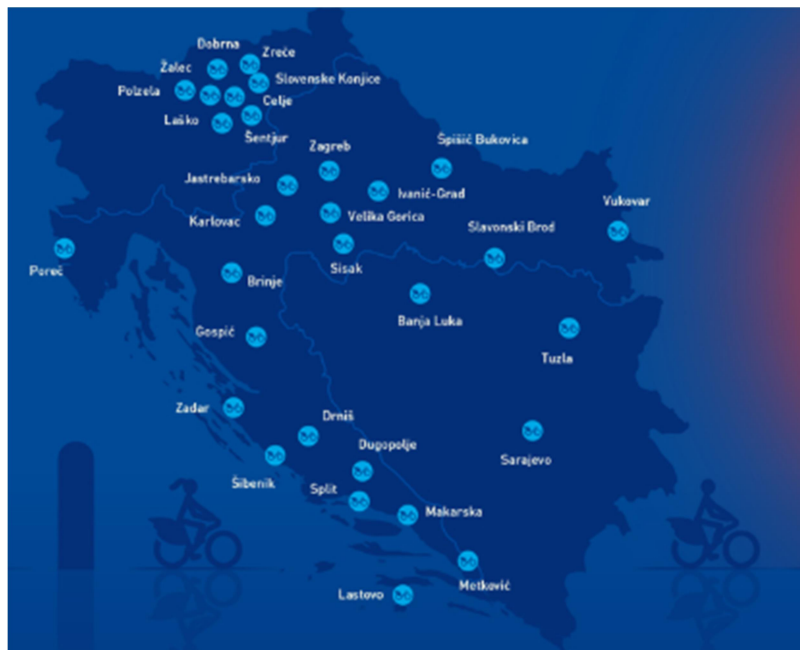 Dobrna
Zreče
Žalec
Slovenske Konjice
Polzela
Celje
Laško
Šentjur
Zagreb
Špišić Bukovica
Jastrebarsko
Ivanić-Grad
Vukovar
Karlovac
Velika Gorica
Slavonski Brod
Sisak
Poreč
Brinje
Banja Luka
Gospić
Tuzla
Zadar
Drniš
Dugopolje
Sarajevo
Šibenik
Split
Makarska
Metković
Lastovo